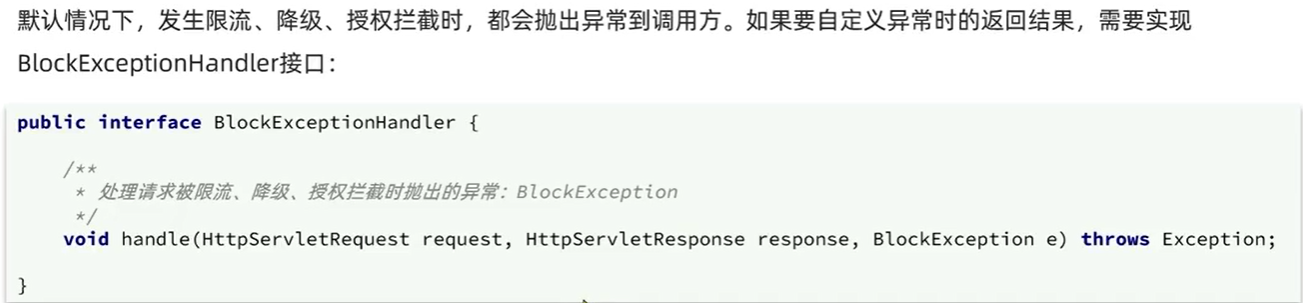 默认情况下，发生限流、降级、授权拦截时，都会抛出异常到调用方。如果要自定义异常时的返回结果，需要实现
BlockExceptionHandler接口：
public interface BlockExceptionHandler {
/**
* 处理请求被限流、降级、授权拦截时抛出的异常：BlockException
*/
void handle(HttpServletRequest request, HttpServletResponse response, BlockException e) throws Exception;
}